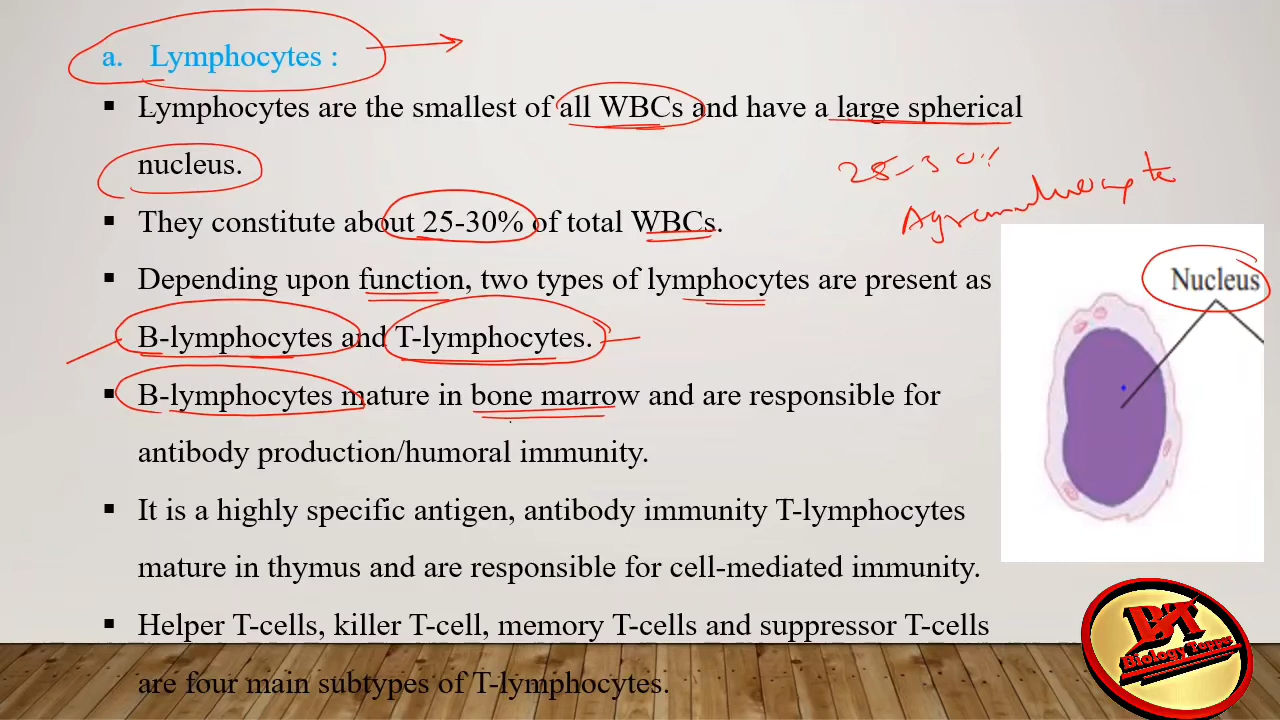 a. Lymphocytes :
▪ Lymphocytes are the smallest of all WBCs and have a large spherical
nucleus.
25-30%
Agranulocyte
▪ They constitute about 25-30% of total WBCs.
▪ Depending upon function, two types of lymphocytes are present as
B-lymphocytes and T-lymphocytes.
▪ B-lymphocytes mature in bone marrow and are responsible for
antibody production/humoral immunity.
▪ It is a highly specific antigen, antibody immunity T-lymphocytes
mature in thymus and are responsible for cell-mediated immunity.
▪ Helper T-cells, killer T-cell, memory T-cells and suppressor T-cells
are four main subtypes of T-lymphocytes.
Nucleus
BT
Biology Topper